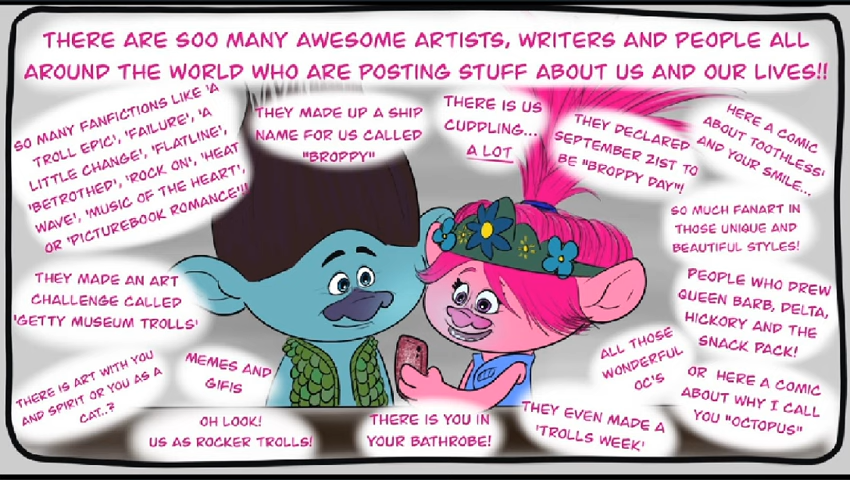 THERE ARE SOO MANY AWESOME ARTISTS, WRITERS AND PEOPLE ALL
AROUND THE WORLD WHO ARE POSTING STUFF ABOUT US AND OUR LIVES!!
SO MANY FANFICTIONS LIKE 'A
TROLL EPIC', 'FAILURE', 'A
LITTLE CHANGE', 'FLATLINE',
'BETROTHED', 'ROCK ON', 'HEAT
WAVE', 'MUSIC OF THE HEART',
OR 'PICTUREBOOK ROMANCE'!!
THEY MADE UP A SHIP
NAME FOR US CALLED
"BROPPY"
THERE IS US
CUDDLING...
A LOT
THEY DECLARED
SEPTEMBER 21ST TO
BE "BROPPY DAY"!!
HERE A COMIC
ABOUT TOOTHLESS'
AND YOUR SMILE...
SO MUCH FANART IN
THOSE UNIQUE AND
BEAUTIFUL STYLES!
THEY MADE AN ART
CHALLENGE CALLED
'GETTY MUSEUM TROLLS'
PEOPLE WHO DREW
QUEEN BARB, DELTA,
HICKORY AND THE
SNACK PACK!
THERE IS ART WITH YOU
AND SPIRIT OR YOU AS A
CAT..?
MEMES AND
GIFIS
ALL THOSE
WONDERFUL
OC'S
OR HERE A COMIC
ABOUT WHY I CALL
YOU "OCTOPUS"
OH LOOK!
US AS ROCKER TROLLS!
THERE IS YOU IN
YOUR BATHROBE!
THEY EVEN MADE A
'TROLLS WEEK'